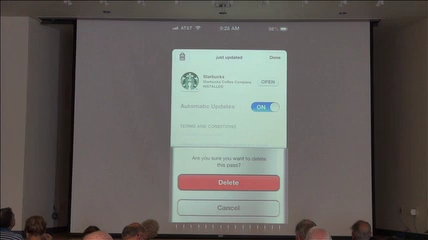 AT&T
9:26 AM
just updated
Done
Starbucks
Starbucks Coffee Company
INSTALLED
OPEN
Automatic Updates
ON
TERMS AND CONDITIONS
Are you sure you want to delete
this pass?
Delete
Cancel